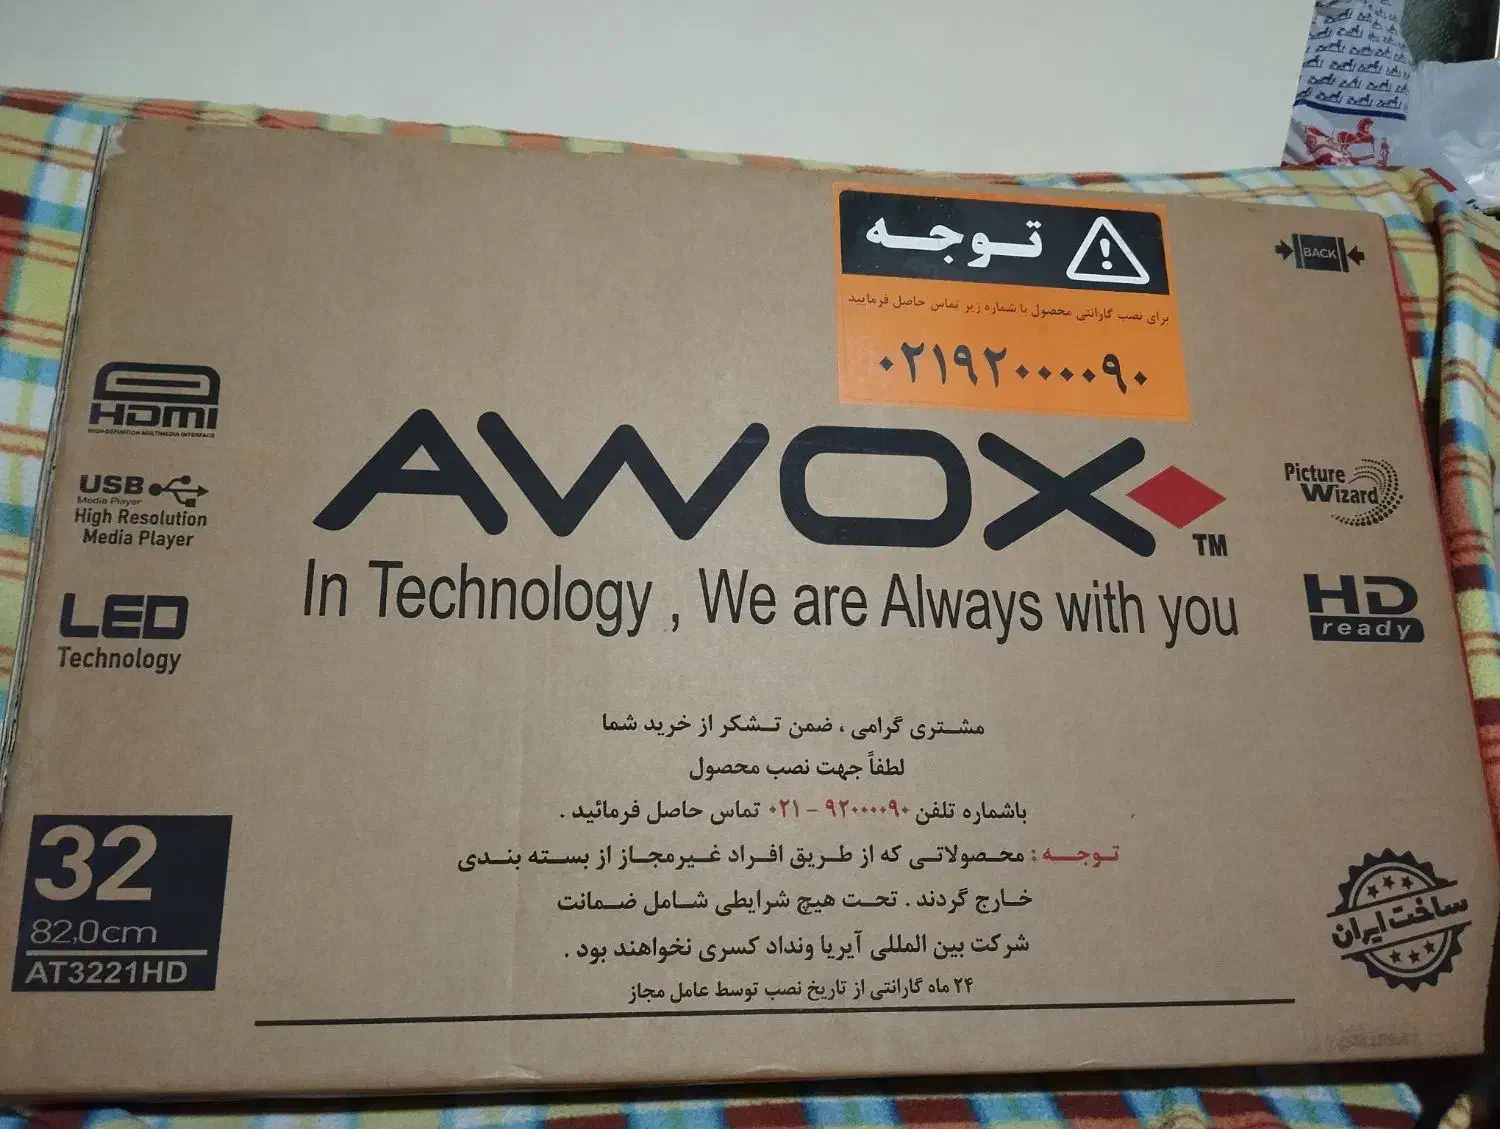 توجه
برای نصب گارانتی محصول با شماره زیر تماس حاصل فرمایید
۰۲۱۹۲۰۰۰۰۹۰
BACK
HDMI
HIGH-DEFINITION MULTIMEDIA INTERFACE
USB
Media Player
High Resolution
Media Player
LED
Technology
AWOX
TM
In Technology , We are Always with you
Picture
Wizard
HD
ready
مشتری گرامی ، ضمن تشکر از خرید شما
لطفاً جهت نصب محصول
باشماره تلفن ۹۲۰۰۰۰۹۰ – ۰۲۱ تماس حاصل فرمائید .
توجه : محصولاتی که از طریق افراد غیرمجاز از بسته بندی
خارج گردند . تحت هیچ شرایطی شامل ضمانت
شرکت بین المللی آیریا ونداد کسری نخواهند بود .
۲۴ ماه گارانتی از تاریخ نصب توسط عامل مجاز
32
82,0cm
AT3221HD
ساخت ایران